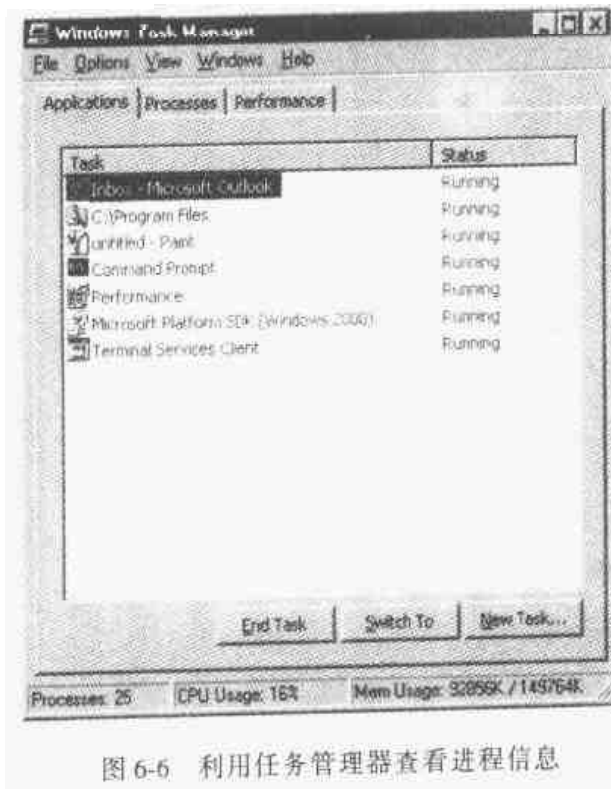 Windows Task Manager
File Options View Windows Help
Applications Processes Performance
Task Status
Inbox - Microsoft Outlook Running
C:\Program Files Running
untitled - Paint Running
Command Prompt Running
Performance Running
Microsoft Platform SDK (Windows 2000) Running
Terminal Services Client Running
End Task Switch To New Task...
Processes: 25 CPU Usage: 16% Mem Usage: 92856K / 149764K
图 6-6 利用任务管理器查看进程信息